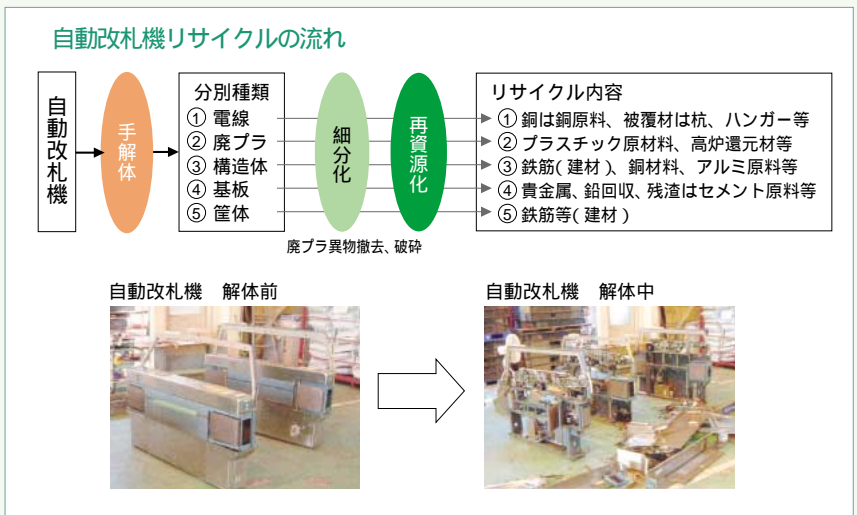 自動改札機リサイクルの流れ
自動改札機
手解体
分別種類
① 電線
② 廃プラ
③ 構造体
④ 基板
⑤ 筐体
細分化
再資源化
廃プラ異物撤去、破砕
リサイクル内容
① 銅は銅原料、被覆材は杭、ハンガー等
② プラスチック原材料、高炉還元材等
③ 鉄筋(建材)、銅材料、アルミ原料等
④ 貴金属、鉛回収、残渣はセメント原料等
⑤ 鉄筋等(建材)
自動改札機　解体前
自動改札機　解体中